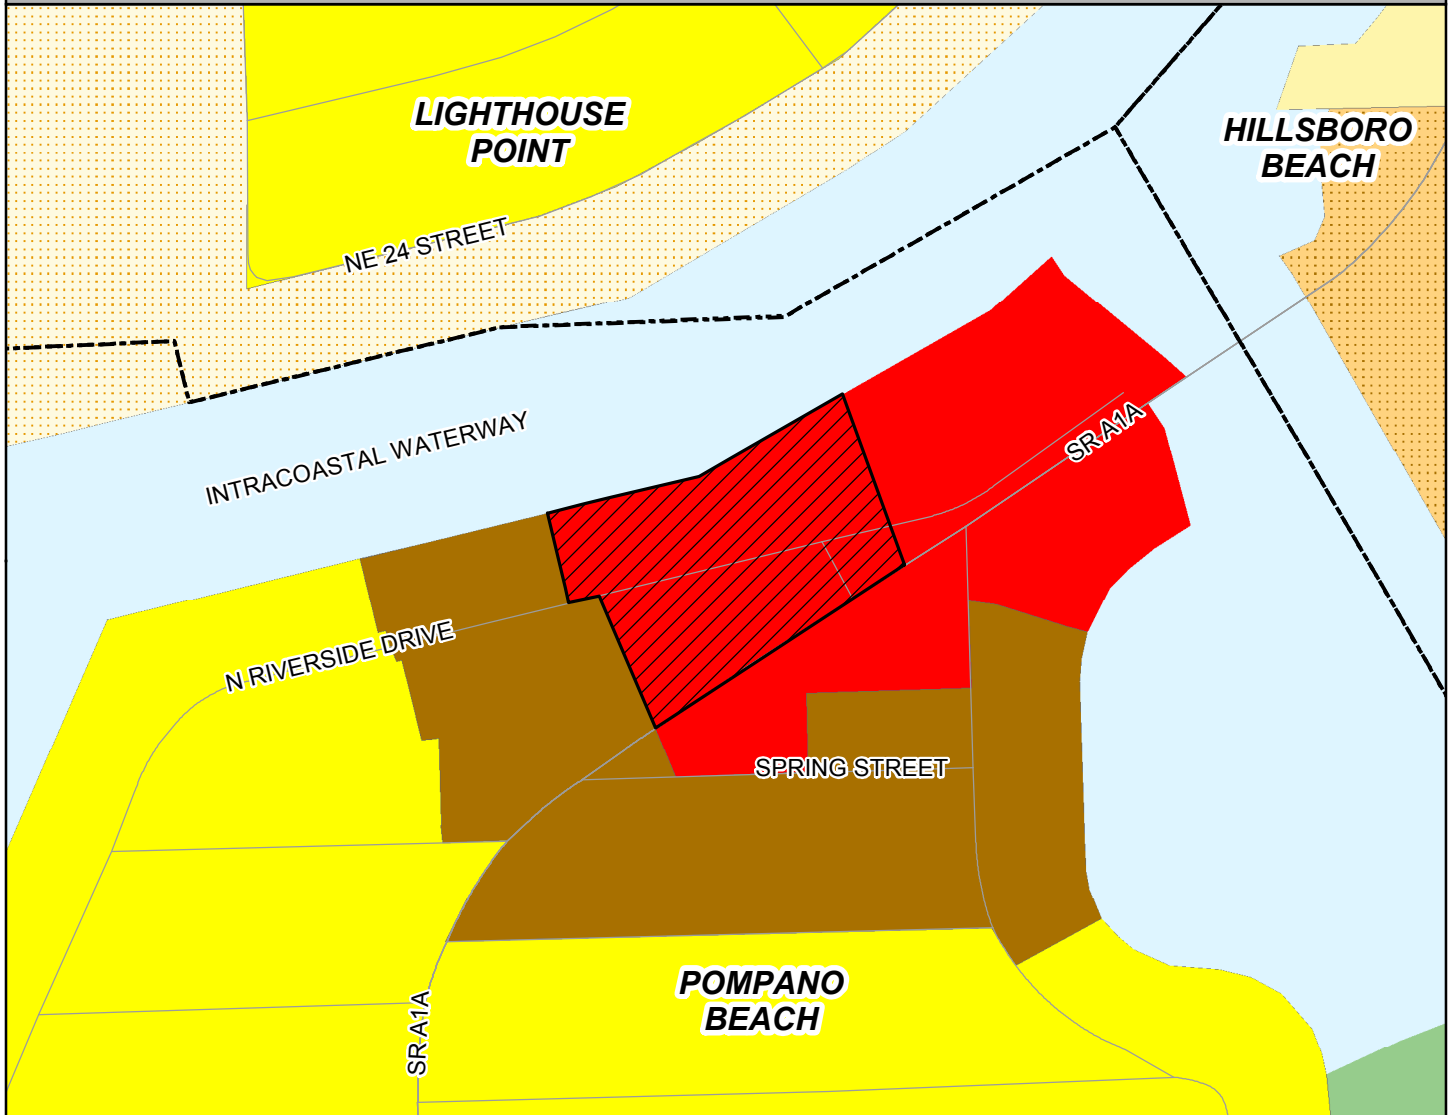 LIGHTHOUSE
POINT
HILLSBORO
BEACH
NE 24 STREET
INTRACOASTAL WATERWAY
SR A1A
N RIVERSIDE DRIVE
SPRING STREET
POMPANO
BEACH
SR A1A